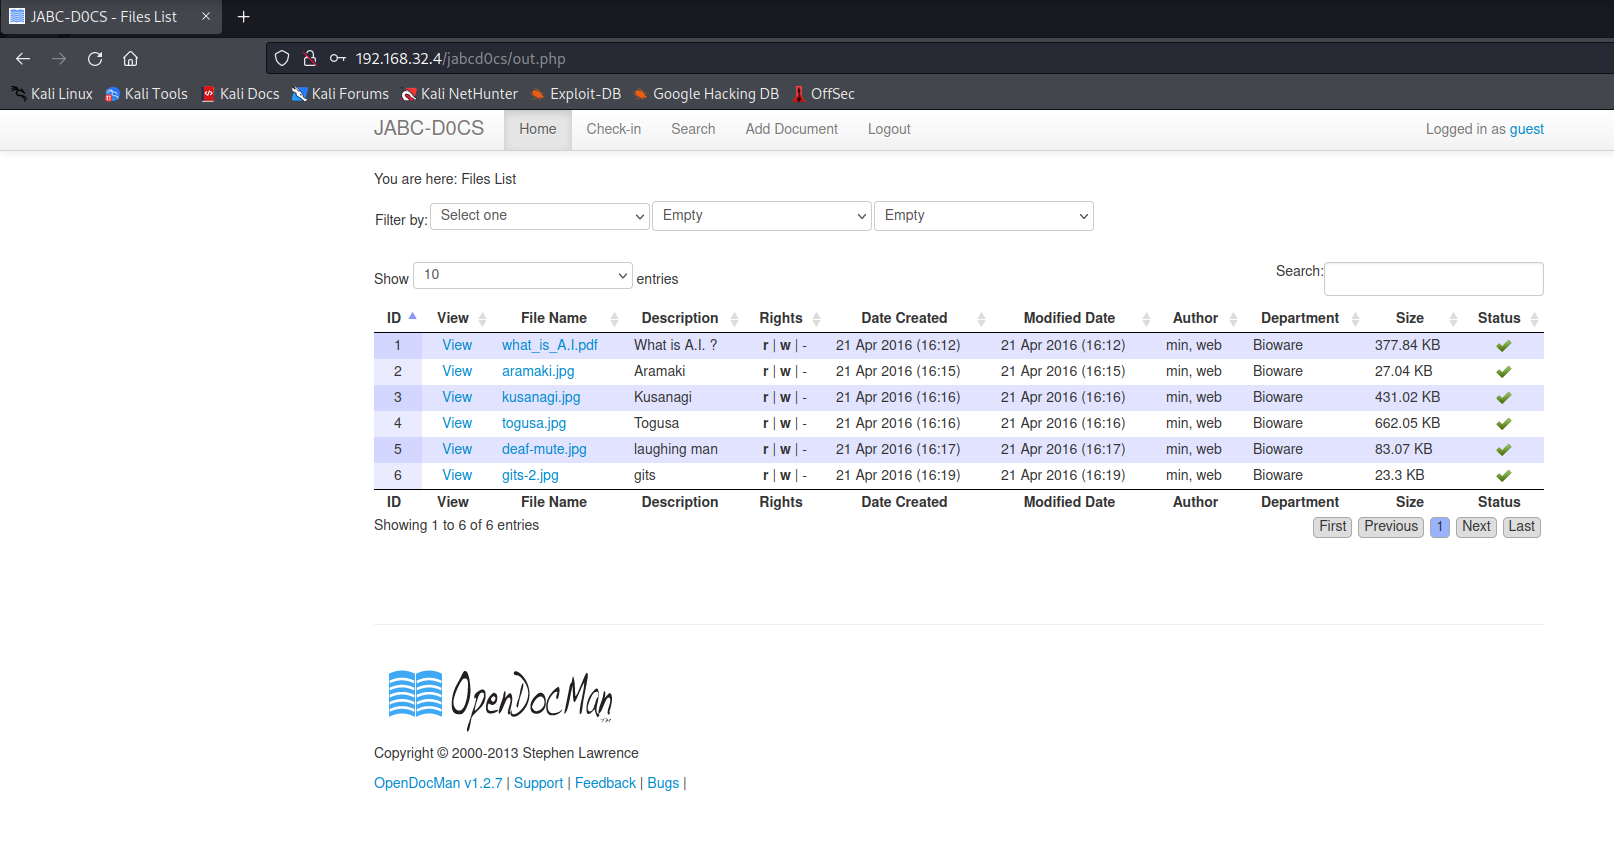 JABC-D0CS - Files List
192.168.32.4/jabcd0cs/out.php
Kali Linux Kali Tools Kali Docs Kali Forums Kali NetHunter Exploit-DB Google Hacking DB OffSec
JABC-D0CS Home Check-in Search Add Document Logout Logged in as guest
You are here: Files List
Filter by: Select one Empty Empty
Show 10 entries Search:
ID View File Name Description Rights Date Created Modified Date Author Department Size Status
1 View what_is_A.I.pdf What is A.I. ? r | w | - 21 Apr 2016 (16:12) 21 Apr 2016 (16:12) min, web Bioware 377.84 KB
2 View aramaki.jpg Aramaki r | w | - 21 Apr 2016 (16:15) 21 Apr 2016 (16:15) min, web Bioware 27.04 KB
3 View kusanagi.jpg Kusanagi r | w | - 21 Apr 2016 (16:16) 21 Apr 2016 (16:16) min, web Bioware 431.02 KB
4 View togusa.jpg Togusa r | w | - 21 Apr 2016 (16:16) 21 Apr 2016 (16:16) min, web Bioware 662.05 KB
5 View deaf-mute.jpg laughing man r | w | - 21 Apr 2016 (16:17) 21 Apr 2016 (16:17) min, web Bioware 83.07 KB
6 View gits-2.jpg gits r | w | - 21 Apr 2016 (16:19) 21 Apr 2016 (16:19) min, web Bioware 23.3 KB
ID View File Name Description Rights Date Created Modified Date Author Department Size Status
Showing 1 to 6 of 6 entries First Previous 1 Next Last
OpenDocMan™
Copyright © 2000-2013 Stephen Lawrence
OpenDocMan v1.2.7 | Support | Feedback | Bugs |